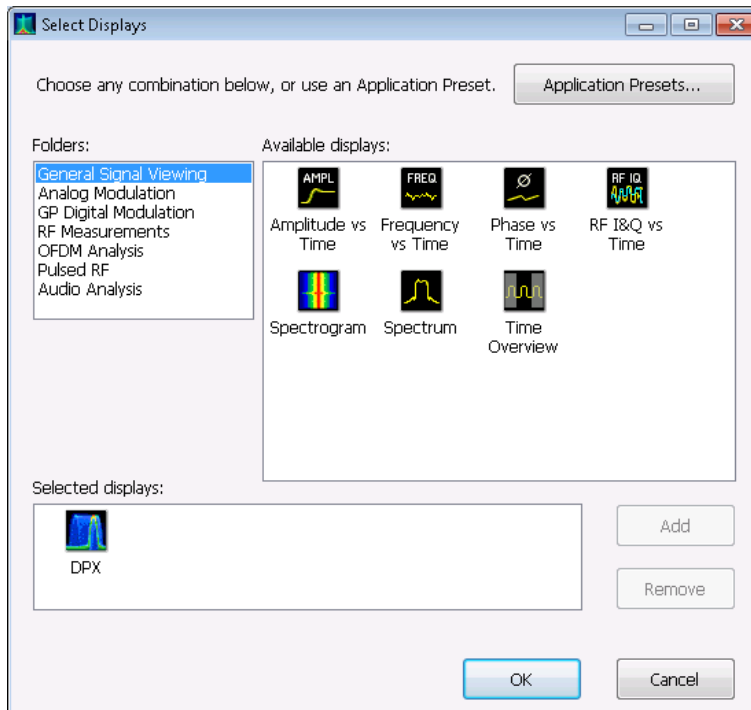 Select Displays
Choose any combination below, or use an Application Preset.
Application Presets...
Folders:
Available displays:
General Signal Viewing
Analog Modulation
GP Digital Modulation
RF Measurements
OFDM Analysis
Pulsed RF
Audio Analysis
AMPL
FREQ
Ø
RF IQ
Amplitude vs
Time
Frequency
vs Time
Phase vs
Time
RF I&Q vs
Time
Spectrogram
Spectrum
Time
Overview
Selected displays:
DPX
Add
Remove
OK
Cancel